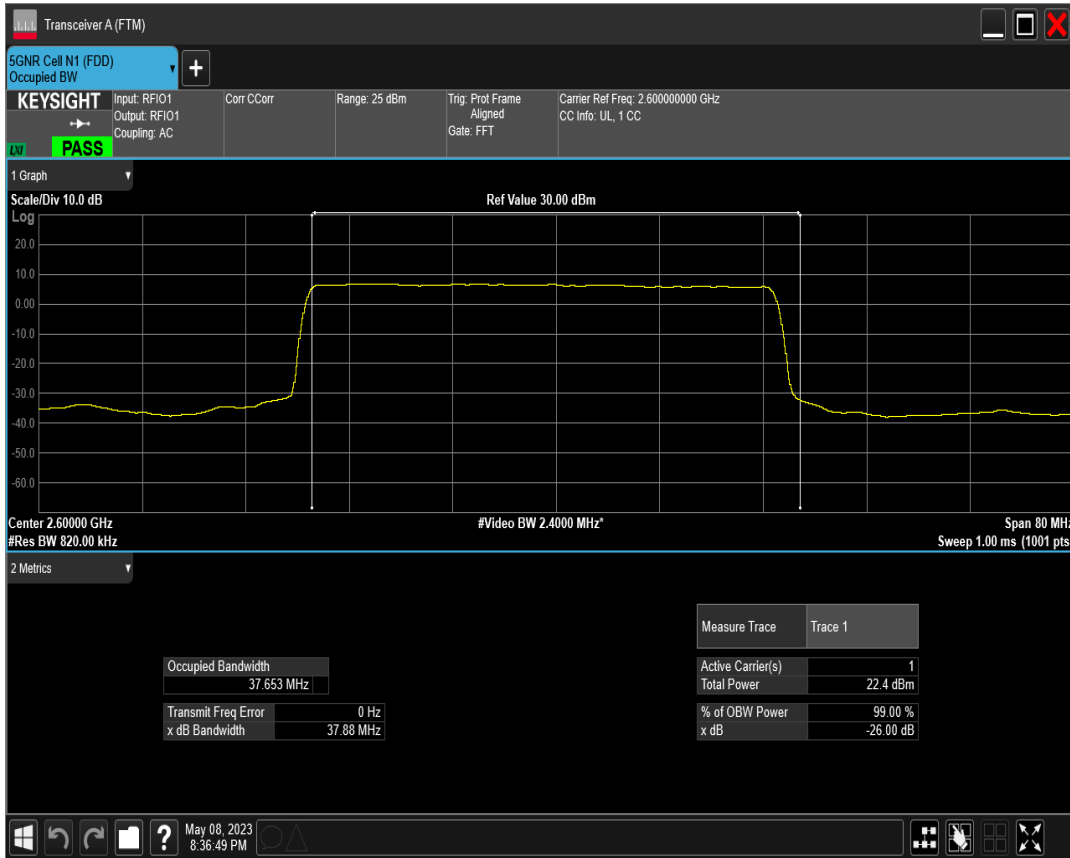 Transceiver A (FTM)
5GNR Cell N1 (FDD)
Occupied BW
+
KEYSIGHT
LXI
PASS
Input: RFIO1
Output: RFIO1
Coupling: AC
Corr CCorr
Range: 25 dBm
Trig: Prot Frame
Aligned
Gate: FFT
Carrier Ref Freq: 2.600000000 GHz
CC Info: UL, 1 CC
1 Graph
Scale/Div 10.0 dB
Ref Value 30.00 dBm
Log
20.0
10.0
0.00
-10.0
-20.0
-30.0
-40.0
-50.0
-60.0
Center 2.60000 GHz
#Video BW 2.4000 MHz*
Span 80 MHz
#Res BW 820.00 kHz
Sweep 1.00 ms (1001 pts
2 Metrics
Measure Trace Trace 1
Occupied Bandwidth
37.653 MHz
Active Carrier(s) 1
Total Power 22.4 dBm
Transmit Freq Error 0 Hz
x dB Bandwidth 37.88 MHz
% of OBW Power 99.00 %
x dB -26.00 dB
?
May 08, 2023
8:36:49 PM